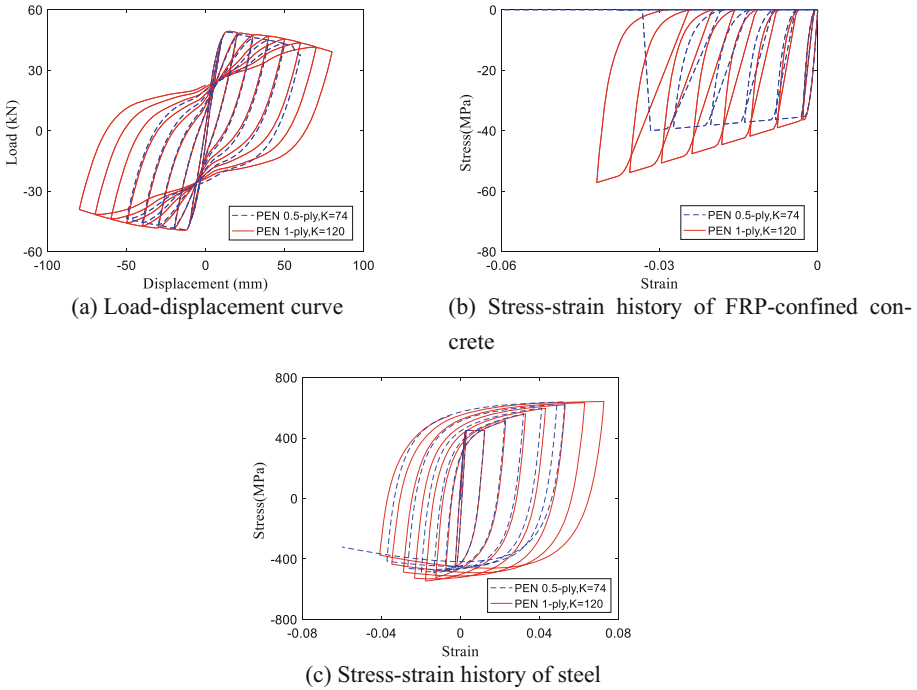 60
30
0
-30
-60
Load (kN)
-100
-50
0
50
100
Displacement (mm)
PEN 0.5-ply,K=74
PEN 1-ply,K=120
(a) Load-displacement curve
0
-20
-40
-60
-80
Stress(MPa)
-0.06
-0.03
0
Strain
PEN 0.5-ply,K=74
PEN 1-ply,K=120
(b) Stress-strain history of FRP-confined con-
crete
800
400
0
-400
-800
Stress(MPa)
-0.08
-0.04
0
0.04
0.08
Strain
PEN 0.5-ply,K=74
PEN 1-ply,K=120
(c) Stress-strain history of steel